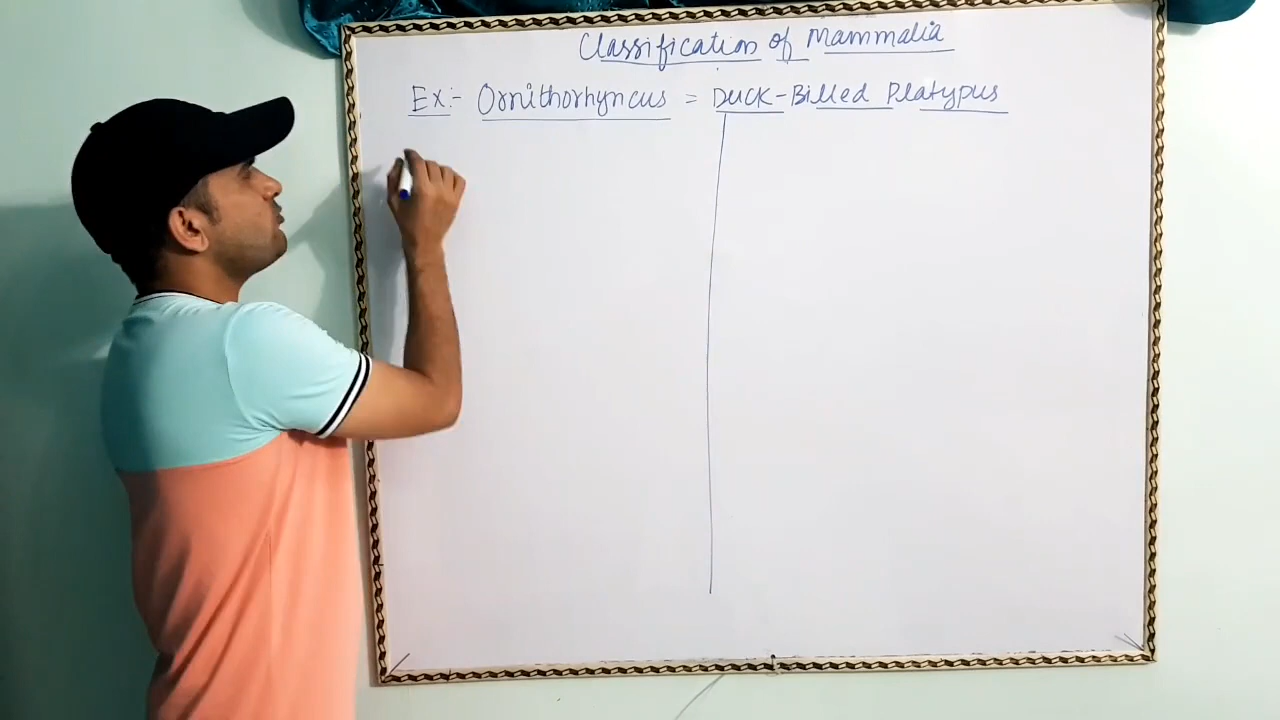 Classification of Mammalia
Ex:- Ornithorhyncus = Duck-Billed Platypus